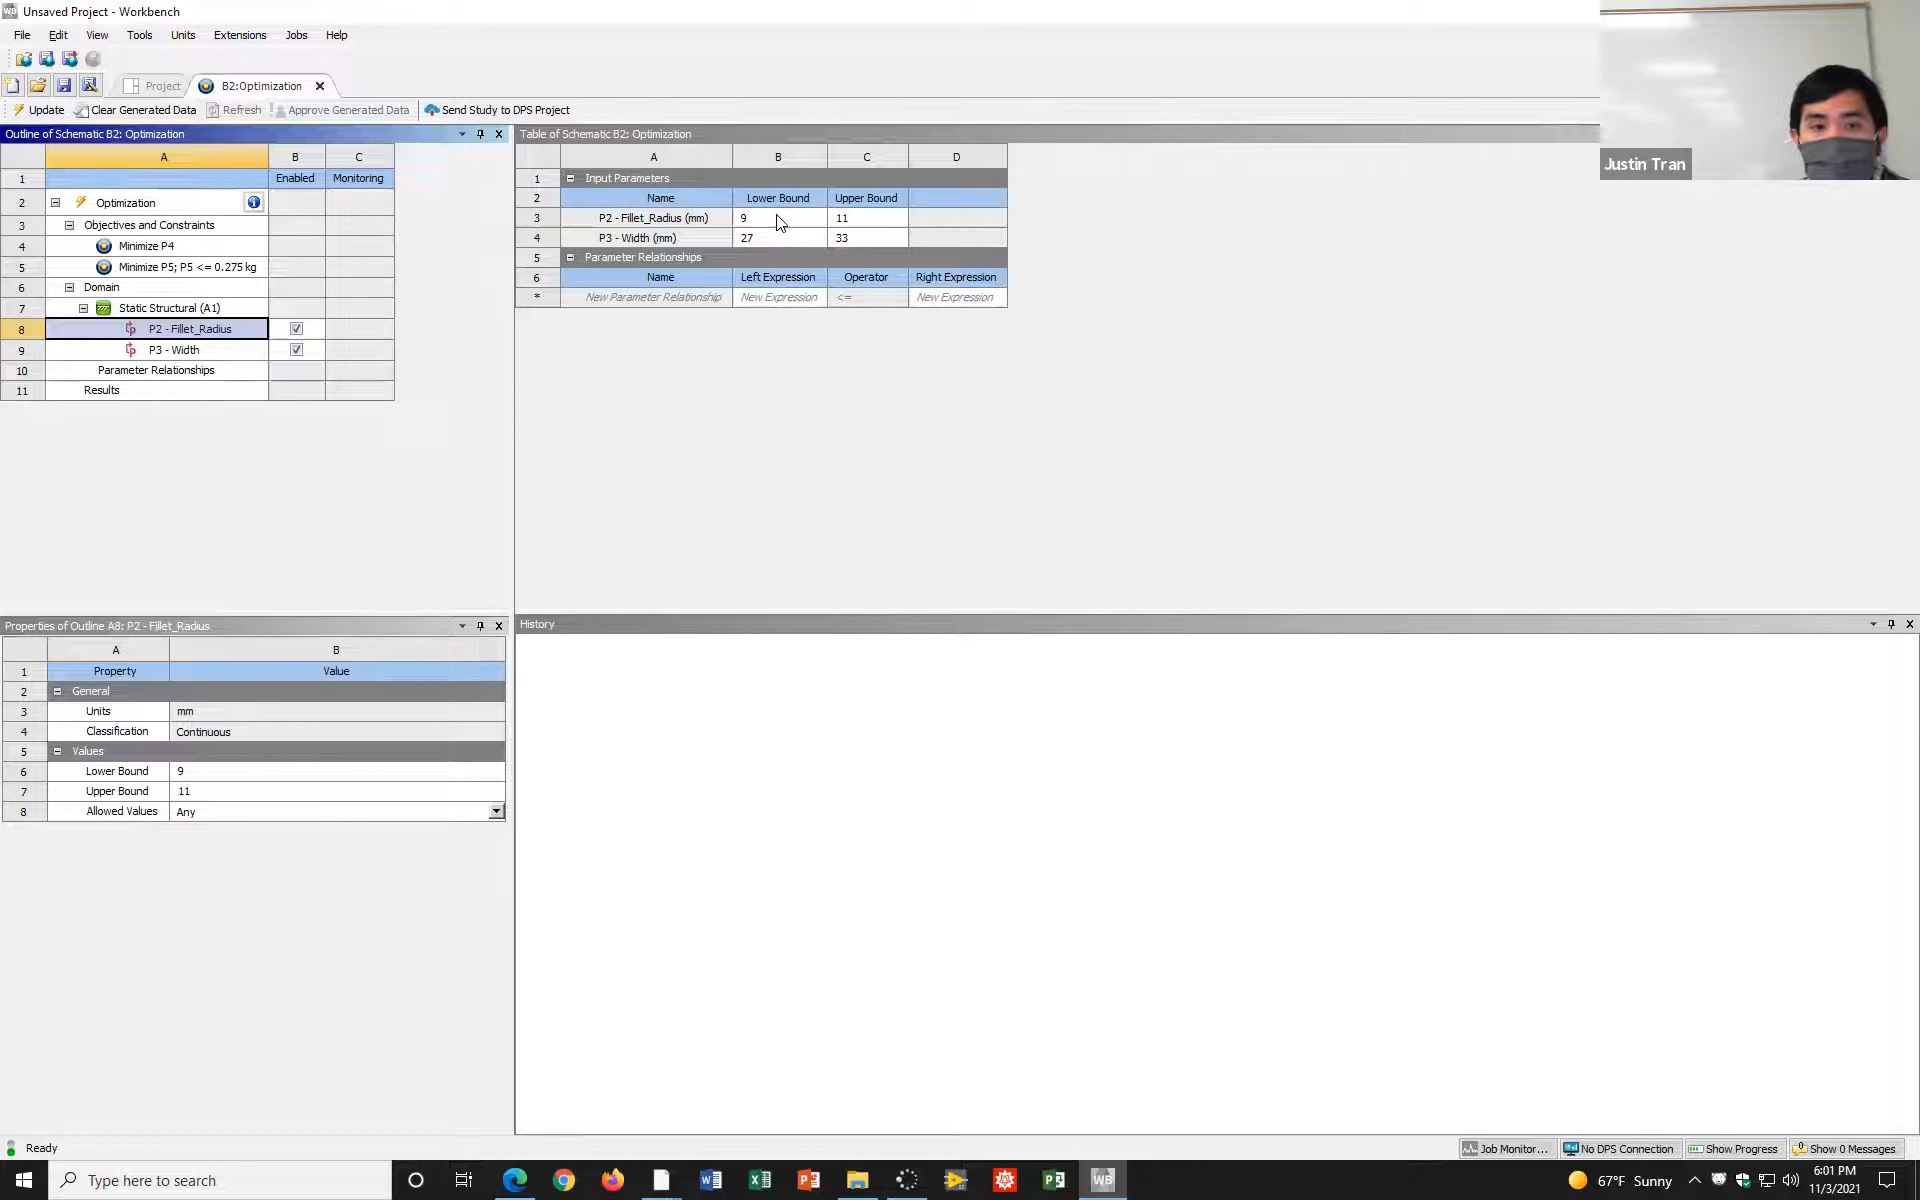 Unsaved Project - Workbench
File Edit View Tools Units Extensions Jobs Help
Project B2:Optimization
Update Clear Generated Data Refresh Approve Generated Data Send Study to DPS Project
Outline of Schematic B2: Optimization
A B C
1 Enabled Monitoring
2 Optimization
3 Objectives and Constraints
4 Minimize P4
5 Minimize P5; P5 <= 0.275 kg
6 Domain
7 Static Structural (A1)
8 P2 - Fillet_Radius
9 P3 - Width
10 Parameter Relationships
11 Results
Table of Schematic B2: Optimization
A B C D
1 Input Parameters
2 Name Lower Bound Upper Bound
3 P2 - Fillet_Radius (mm) 9 11
4 P3 - Width (mm) 27 33
5 Parameter Relationships
6 Name Left Expression Operator Right Expression
* New Parameter Relationship New Expression <= New Expression
Justin Tran
Properties of Outline A8: P2 - Fillet_Radius
A B
1 Property Value
2 General
3 Units mm
4 Classification Continuous
5 Values
6 Lower Bound 9
7 Upper Bound 11
8 Allowed Values Any
History
Ready
Job Monitor... No DPS Connection Show Progress Show 0 Messages
Type here to search
67°F Sunny
6:01 PM
11/3/2021